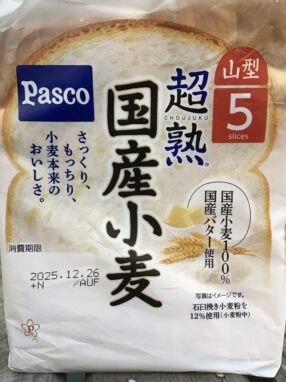 Pasco
超熟®
CHOUJUKU
山型
5
slices
国産小麦
さっくり、
もっちり、
小麦本来の
おいしさ。
国産小麦100%
国産バター使用
消費期限
2025.12.26
+N /AUF
写真はイメージです。
石臼挽き小麦粉を
12%使用(小麦粉中)